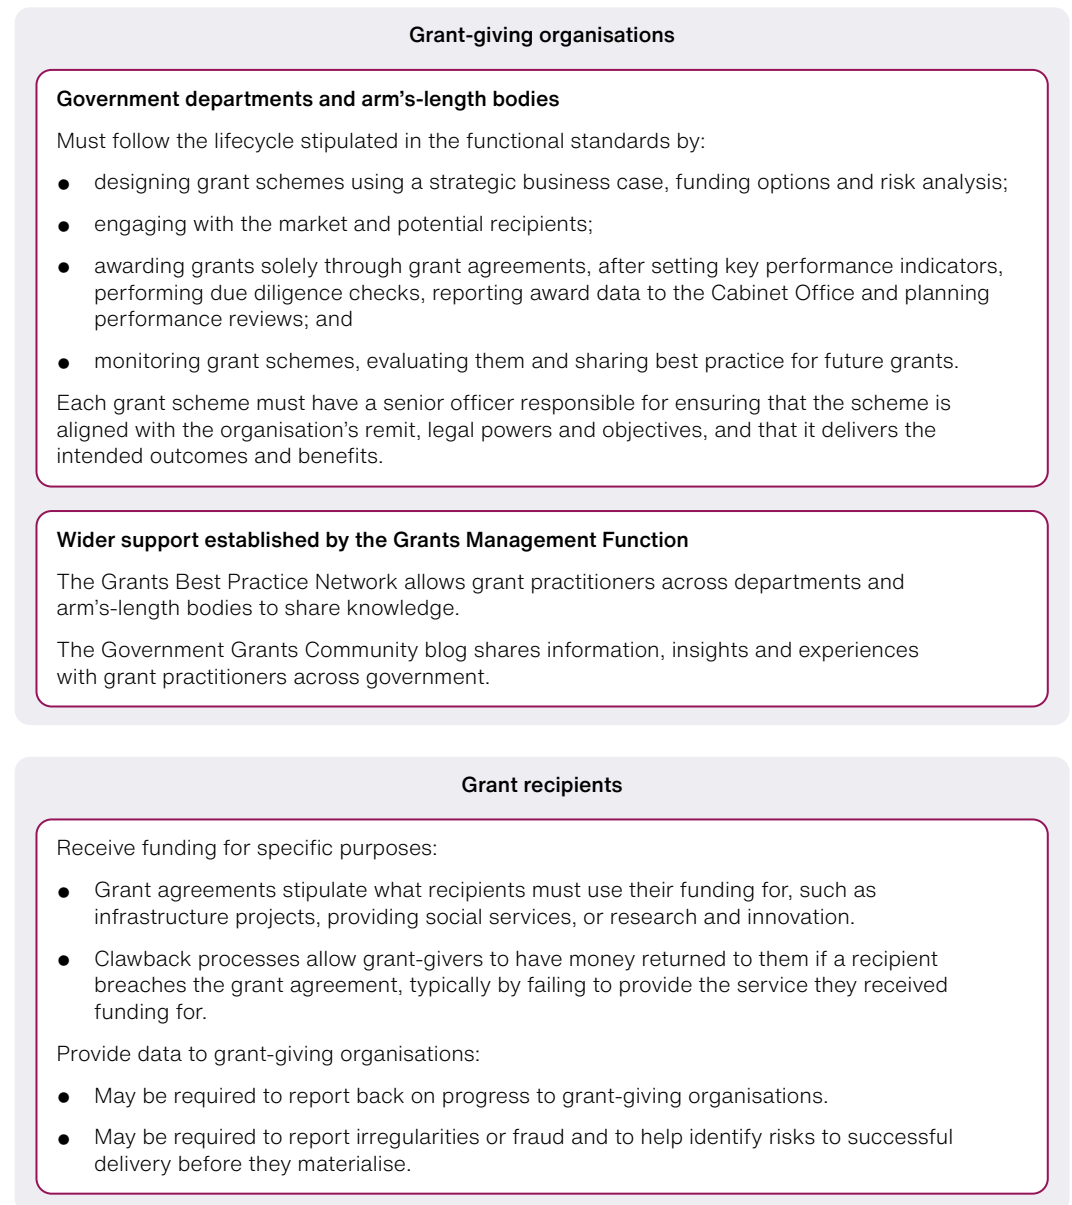 Grant-giving organisations
Government departments and arm's-length bodies
Must follow the lifecycle stipulated in the functional standards by:
● designing grant schemes using a strategic business case, funding options and risk analysis;
● engaging with the market and potential recipients;
● awarding grants solely through grant agreements, after setting key performance indicators,
performing due diligence checks, reporting award data to the Cabinet Office and planning
performance reviews; and
● monitoring grant schemes, evaluating them and sharing best practice for future grants.
Each grant scheme must have a senior officer responsible for ensuring that the scheme is
aligned with the organisation's remit, legal powers and objectives, and that it delivers the
intended outcomes and benefits.
Wider support established by the Grants Management Function
The Grants Best Practice Network allows grant practitioners across departments and
arm's-length bodies to share knowledge.
The Government Grants Community blog shares information, insights and experiences
with grant practitioners across government.
Grant recipients
Receive funding for specific purposes:
● Grant agreements stipulate what recipients must use their funding for, such as
infrastructure projects, providing social services, or research and innovation.
● Clawback processes allow grant-givers to have money returned to them if a recipient
breaches the grant agreement, typically by failing to provide the service they received
funding for.
Provide data to grant-giving organisations:
● May be required to report back on progress to grant-giving organisations.
● May be required to report irregularities or fraud and to help identify risks to successful
delivery before they materialise.